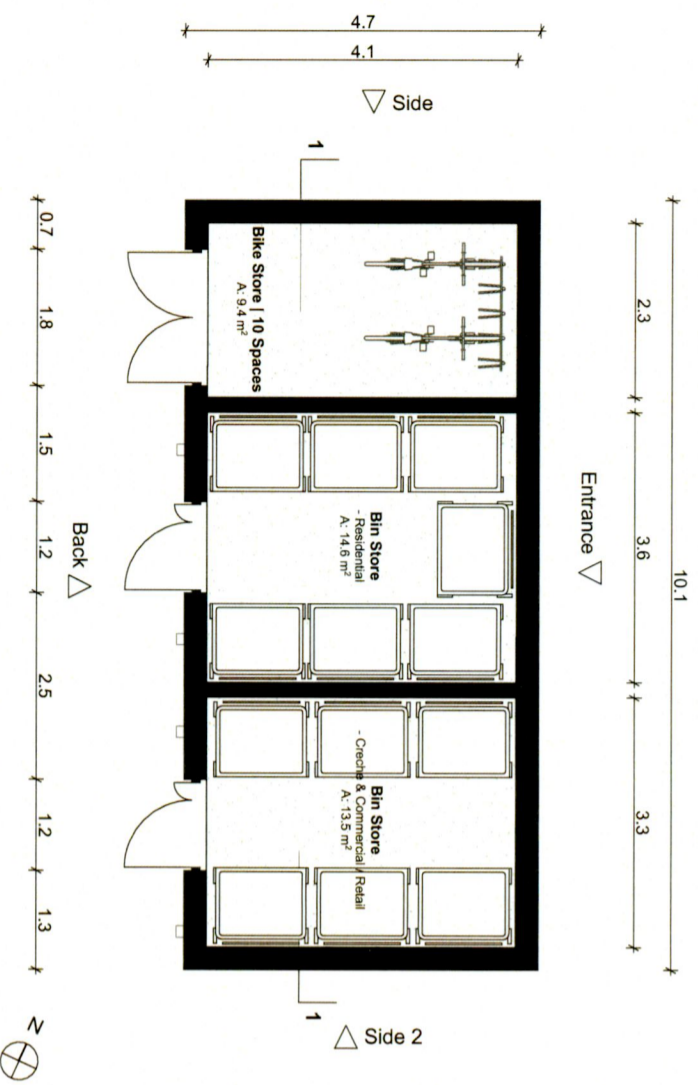 4.7
4.1
Side
1
10.1
2.3
3.6
3.3
Entrance
Bike Store | 10 Spaces
A: 9.4 m²
Bin Store
- Residential
A: 14.6 m²
Bin Store
- Creche & Commercial / Retail
A: 13.5 m²
0.7
1.8
1.5
1.2
2.5
1.2
1.3
Back
1
Side 2
N